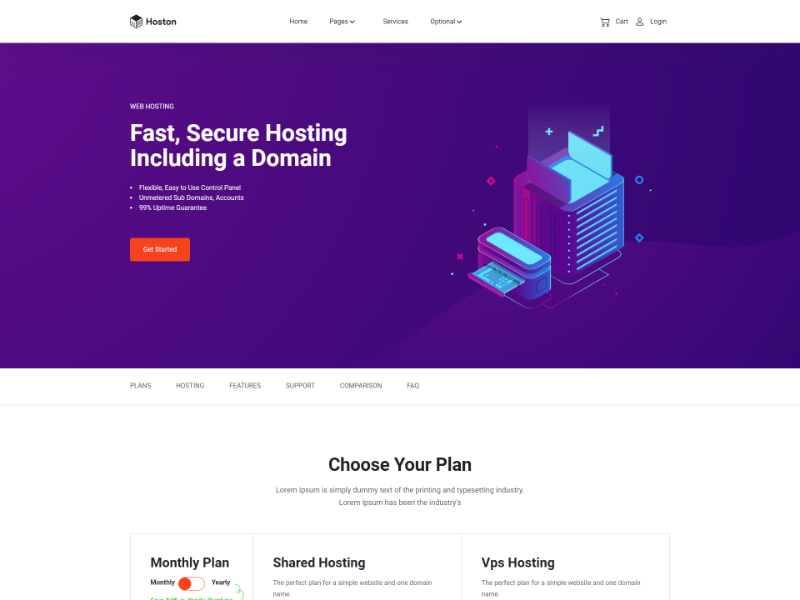 Hoston
Home Pages Services Optional Cart Login
WEB HOSTING
Fast, Secure Hosting
Including a Domain
Flexible, Easy to Use Control Panel
Unmetered Sub Domains, Accounts
99% Uptime Guarantee
Get Started
PLANS HOSTING FEATURES SUPPORT COMPARISON FAQ
Choose Your Plan
Lorem Ipsum is simply dummy text of the printing and typesetting industry.
Lorem Ipsum has been the industry's
Monthly Plan
Monthly Yearly
Shared Hosting
The perfect plan for a simple website and one domain
name.
Vps Hosting
The perfect plan for a simple website and one domain
name.